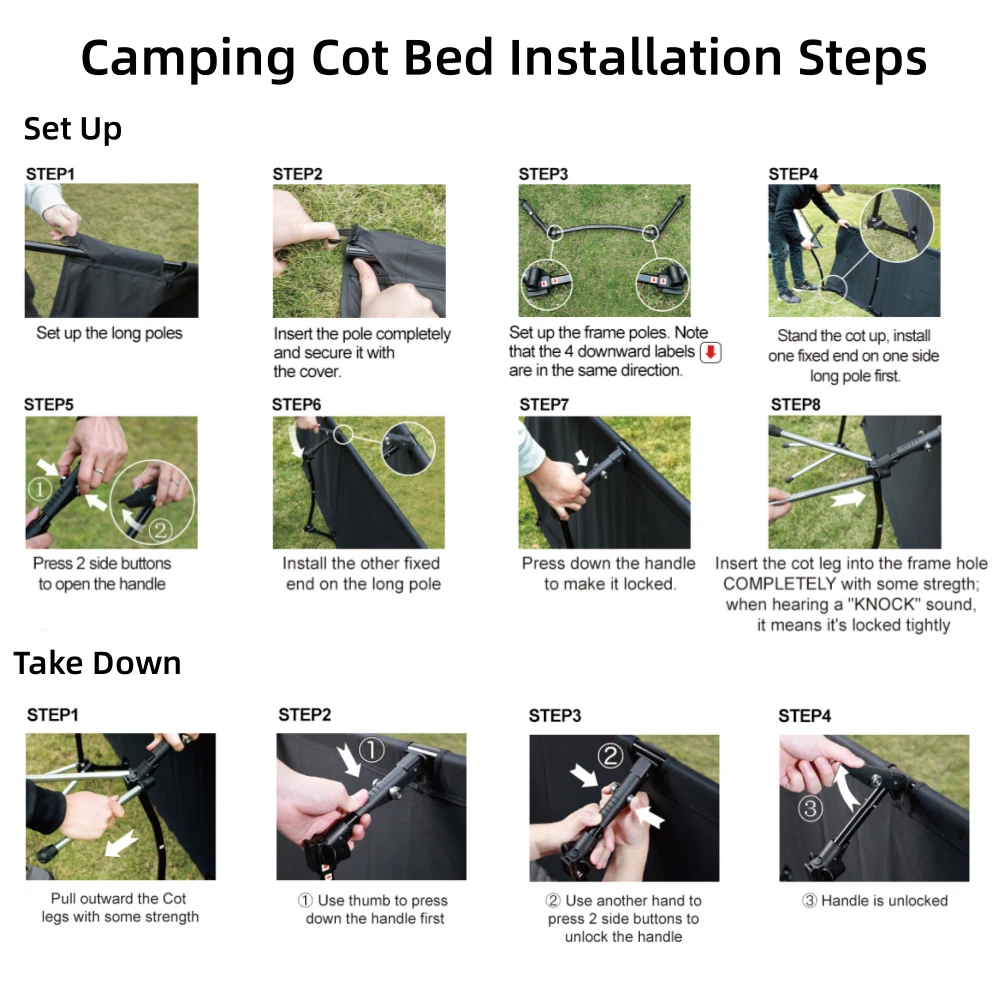 Camping Cot Bed Installation Steps
Set Up
STEP1
Set up the long poles
STEP2
Insert the pole completely
and secure it with
the cover.
STEP3
Set up the frame poles. Note
that the 4 downward labels
are in the same direction.
STEP4
Stand the cot up, install
one fixed end on one side
long pole first.
STEP5
①
②
Press 2 side buttons
to open the handle
STEP6
Install the other fixed
end on the long pole
STEP7
Press down the handle
to make it locked.
STEP8
Insert the cot leg into the frame hole
COMPLETELY with some stregth;
when hearing a "KNOCK" sound,
it means it's locked tightly
Take Down
STEP1
Pull outward the Cot
legs with some strength
STEP2
①
① Use thumb to press
down the handle first
STEP3
②
② Use another hand to
press 2 side buttons to
unlock the handle
STEP4
③
③ Handle is unlocked